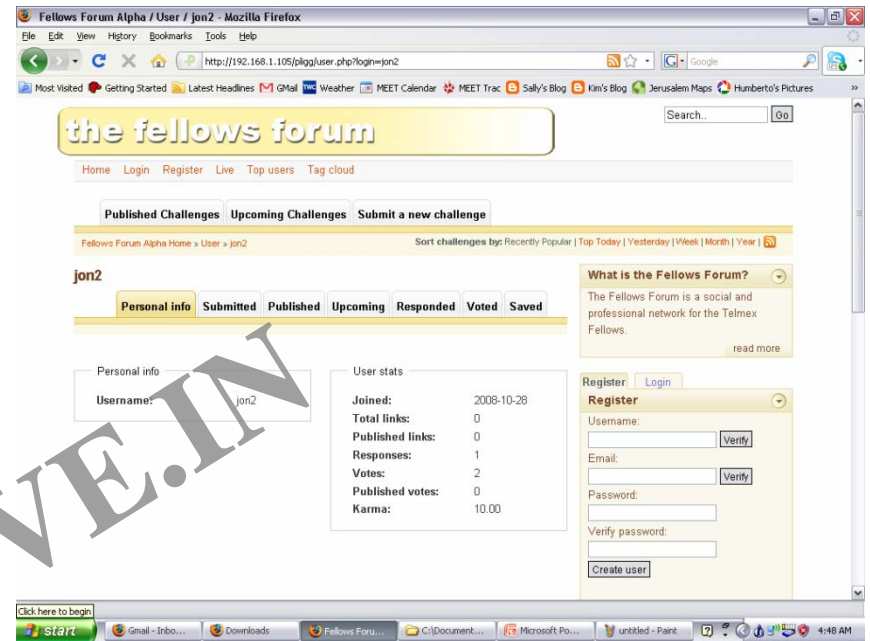 Fellows Forum Alpha / User / jon2 - Mozilla Firefox
File Edit View History Bookmarks Tools Help
http://192.168.1.105/pligg/user.php?login=jon2
Google
Most Visited Getting Started Latest Headlines GMail Weather MEET Calendar MEET Trac Sally's Blog Kim's Blog Jerusalem Maps Humberto's Pictures »
Search.. Go
the fellows forum
Home Login Register Live Top users Tag cloud
Published Challenges Upcoming Challenges Submit a new challenge
Fellows Forum Alpha Home » User » jon2
Sort challenges by: Recently Popular | Top Today | Yesterday | Week | Month | Year |
jon2
Personal info Submitted Published Upcoming Responded Voted Saved
Personal info
Username: jon2
User stats
Joined: 2008-10-28
Total links: 0
Published links: 0
Responses: 1
Votes: 2
Published votes: 0
Karma: 10.00
What is the Fellows Forum?
The Fellows Forum is a social and
professional network for the Telmex
Fellows.
read more
Register Login
Register
Username:
Verify
Email:
Verify
Password:
Verify password:
Create user
VE.IN
Click here to begin
start Gmail - Inbo... Downloads Fellows Foru... C:\Document... Microsoft Po... untitled - Paint 4:48 AM